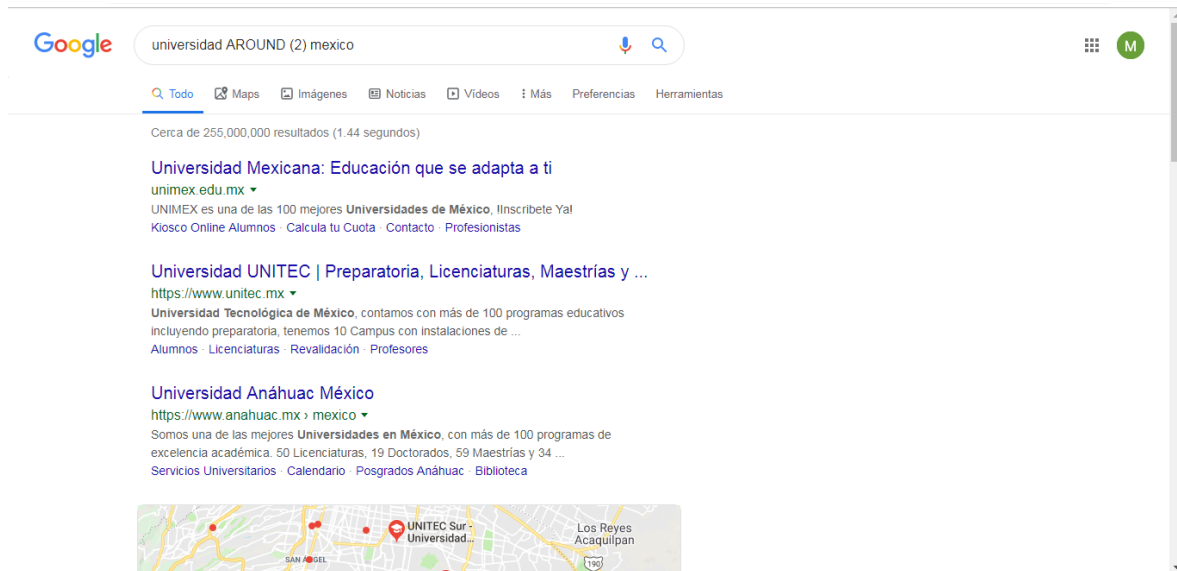 Google
universidad AROUND (2) mexico
M
Todo Maps Imágenes Noticias Vídeos Más Preferencias Herramientas
Cerca de 255,000,000 resultados (1.44 segundos)
Universidad Mexicana: Educación que se adapta a ti
unimex.edu.mx
UNIMEX es una de las 100 mejores Universidades de México, !Inscribete Ya!
Kiosco Online Alumnos · Calcula tu Cuota · Contacto · Profesionistas
Universidad UNITEC | Preparatoria, Licenciaturas, Maestrías y ...
https://www.unitec.mx
Universidad Tecnológica de México, contamos con más de 100 programas educativos
incluyendo preparatoria, tenemos 10 Campus con instalaciones de ...
Alumnos · Licenciaturas · Revalidación · Profesores
Universidad Anáhuac México
https://www.anahuac.mx › mexico
Somos una de las mejores Universidades en México, con más de 100 programas de
excelencia académica. 50 Licenciaturas, 19 Doctorados, 59 Maestrías y 34 ...
Servicios Universitarios · Calendario · Posgrados Anáhuac · Biblioteca
UNITEC Sur -
Universidad...
Los Reyes
Acaquilpan
SAN ANGEL
190